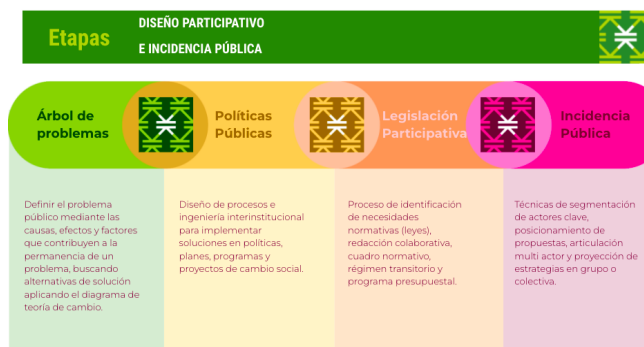 Etapas
DISEÑO PARTICIPATIVO
E INCIDENCIA PÚBLICA
Árbol de
problemas
Políticas
Públicas
Legislación
Participativa
Incidencia
Pública
Definir el problema
público mediante las
causas, efectos y factores
que contribuyen a la
permanencia de un
problema, buscando
alternativas de solución
aplicando el diagrama de
teoría de cambio.
Diseño de procesos e
ingeniería interinstitucional
para implementar
soluciones en políticas,
planes, programas y
proyectos de cambio social.
Proceso de identificación
de necesidades
normativas (leyes),
redacción colaborativa,
cuadro normativo,
régimen transitorio y
programa presupuestal.
Técnicas de segmentación
de actores clave,
posicionamiento de
propuestas, articulación
multi actor y proyección de
estrategias en grupo o
colectiva.